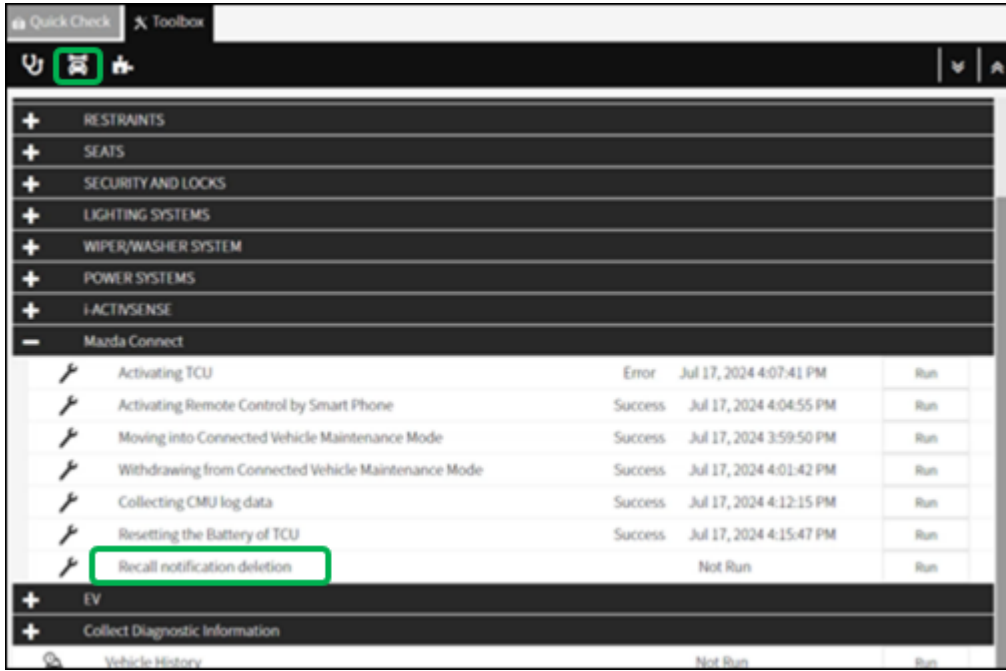 Quick Check Toolbox
RESTRAINTS
SEATS
SECURITY AND LOCKS
LIGHTING SYSTEMS
WIPER/WASHER SYSTEM
POWER SYSTEMS
i-ACTIVSENSE
Mazda Connect
Activating TCU Error Jul 17, 2024 4:07:41 PM Run
Activating Remote Control by Smart Phone Success Jul 17, 2024 4:04:55 PM Run
Moving into Connected Vehicle Maintenance Mode Success Jul 17, 2024 3:59:50 PM Run
Withdrawing from Connected Vehicle Maintenance Mode Success Jul 17, 2024 4:01:42 PM Run
Collecting CMU log data Success Jul 17, 2024 4:12:15 PM Run
Resetting the Battery of TCU Success Jul 17, 2024 4:15:47 PM Run
Recall notification deletion Not Run Run
EV
Collect Diagnostic Information
Vehicle History Not Run Run